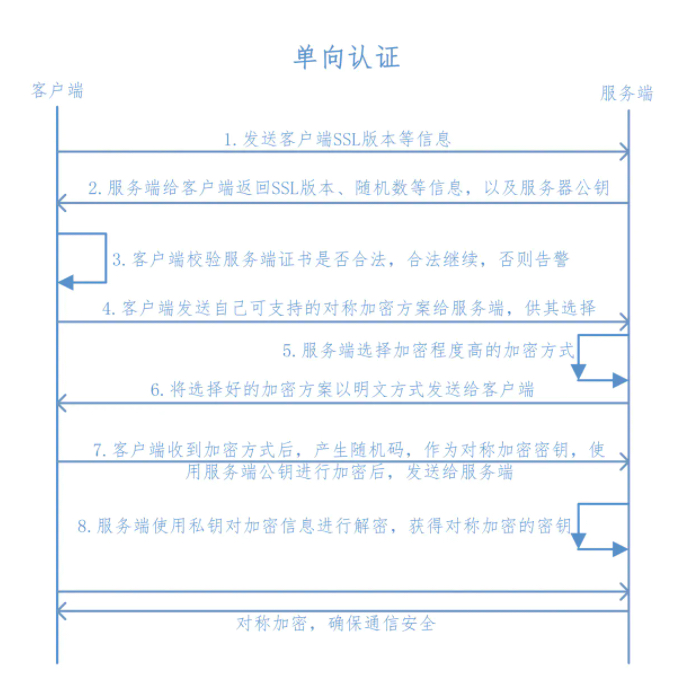 单向认证
客户端
服务端
1.发送客户端SSL版本等信息
2.服务端给客户端返回SSL版本、随机数等信息，以及服务器公钥
3.客户端校验服务端证书是否合法，合法继续，否则告警
4.客户端发送自己可支持的对称加密方案给服务端，供其选择
5.服务端选择加密程度高的加密方式
6.将选择好的加密方案以明文方式发送给客户端
7.客户端收到加密方式后，产生随机码，作为对称加密密钥，使
用服务端公钥进行加密后，发送给服务端
8.服务端使用私钥对加密信息进行解密，获得对称加密的密钥
对称加密，确保通信安全